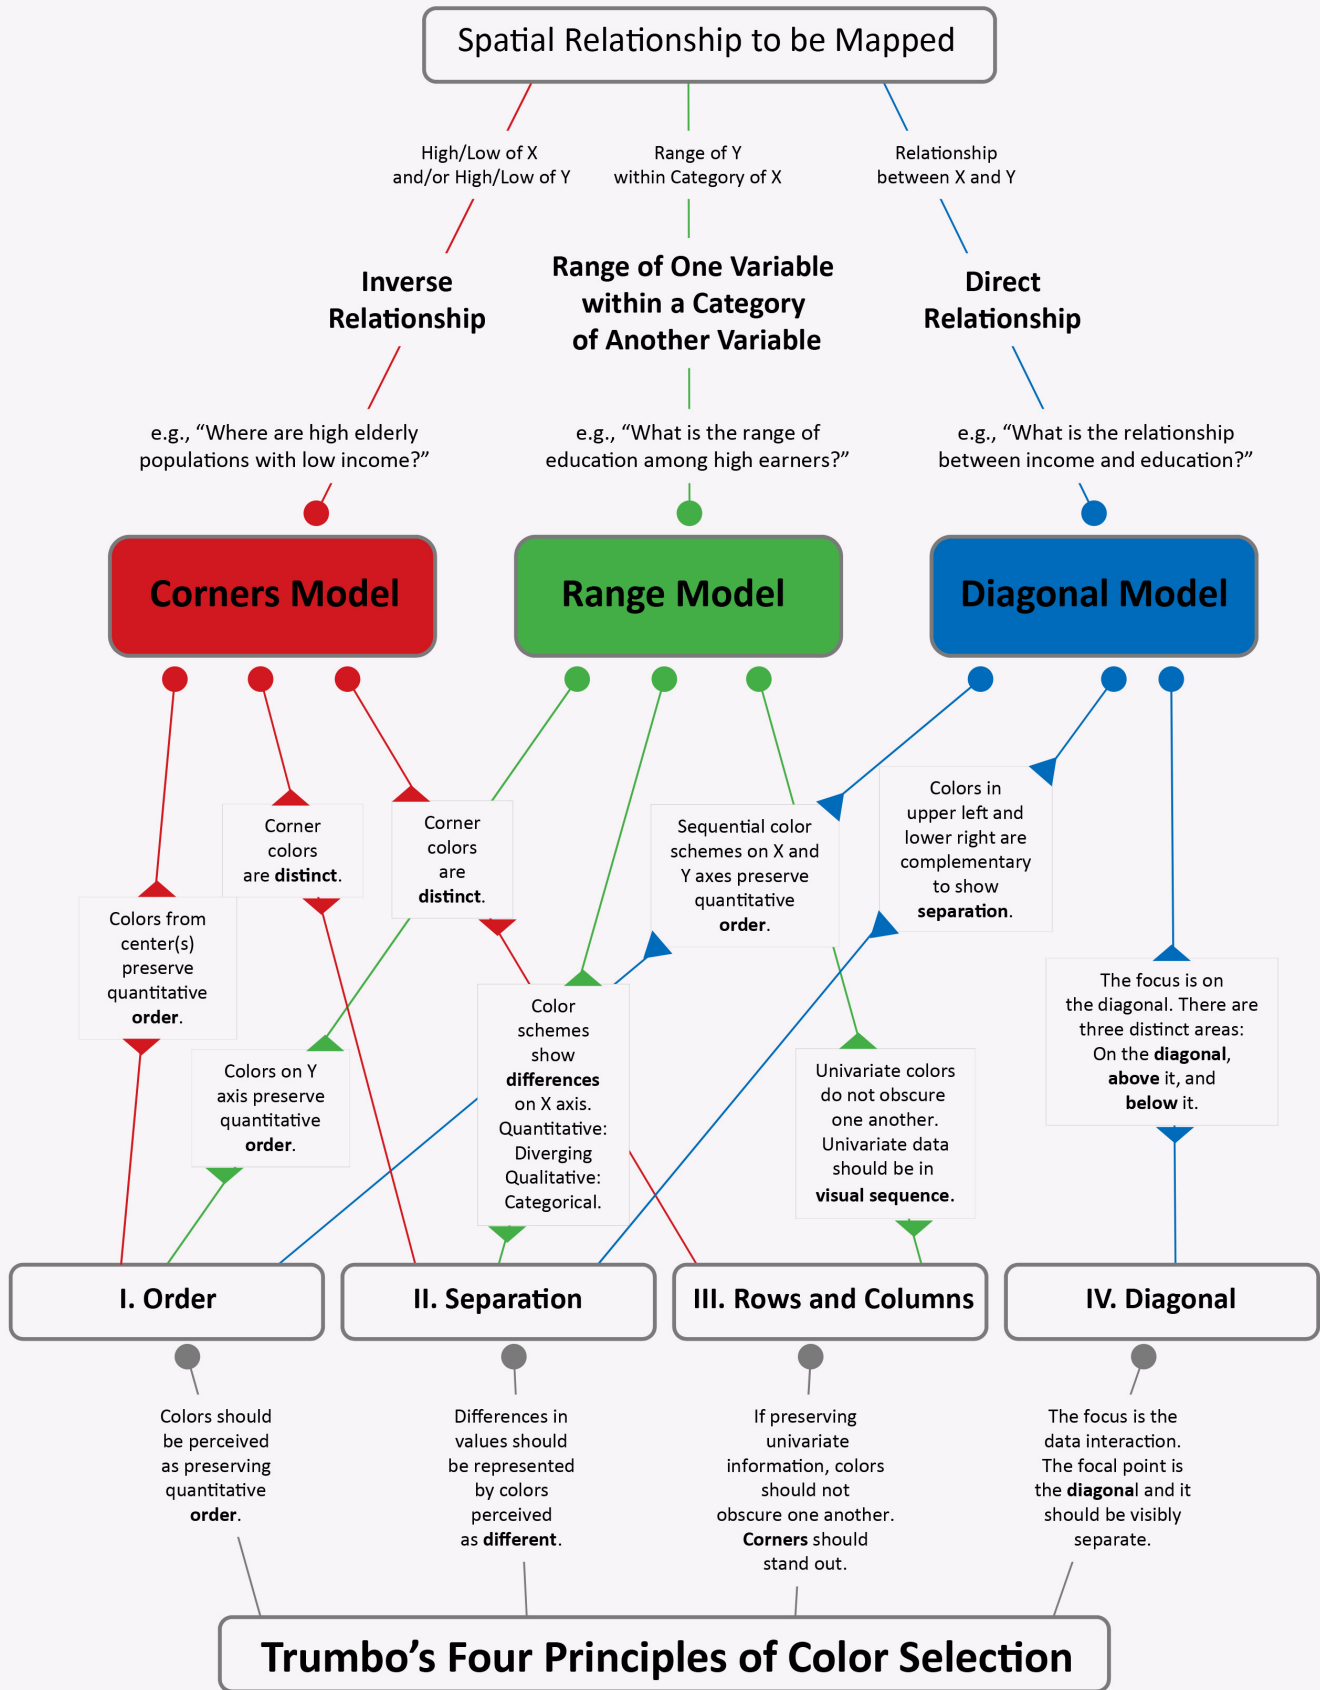 Spatial Relationship to be Mapped
High/Low of X
and/or High/Low of Y
Range of Y
within Category of X
Relationship
between X and Y
Inverse
Relationship
Range of One Variable
within a Category
of Another Variable
Direct
Relationship
e.g., “Where are high elderly
populations with low income?”
e.g., “What is the range of
education among high earners?”
e.g., “What is the relationship
between income and education?”
Corners Model
Range Model
Diagonal Model
Colors from
center(s)
preserve
quantitative
order.
Corner
colors
are distinct.
Corner
colors
are
distinct.
Colors on Y
axis preserve
quantitative
order.
Color
schemes
show
differences
on X axis.
Quantitative:
Diverging
Qualitative:
Categorical.
Sequential color
schemes on X and
Y axes preserve
quantitative
order.
Colors in
upper left and
lower right are
complementary
to show
separation.
Univariate colors
do not obscure
one another.
Univariate data
should be in
visual sequence.
The focus is on
the diagonal. There are
three distinct areas:
On the diagonal,
above it, and
below it.
I. Order
II. Separation
III. Rows and Columns
IV. Diagonal
Colors should
be perceived
as preserving
quantitative
order.
Differences in
values should
be represented
by colors
perceived
as different.
If preserving
univariate
information, colors
should not
obscure one another.
Corners should
stand out.
The focus is the
data interaction.
The focal point is
the diagonal and it
should be visibly
separate.
Trumbo’s Four Principles of Color Selection